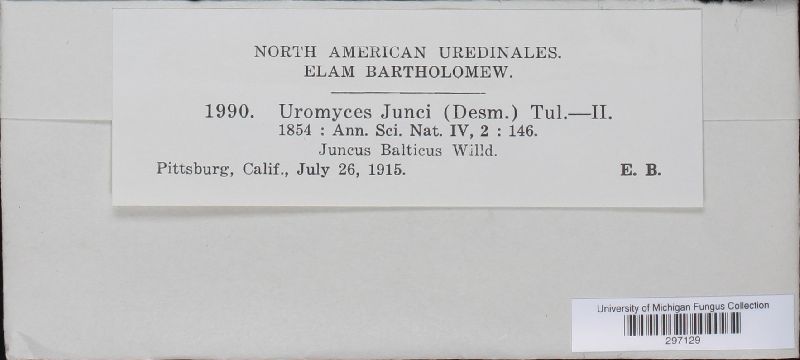 NORTH AMERICAN UREDINALES.
ELAM BARTHOLOMEW.
1990. Uromyces Junci (Desm.) Tul.—II.
1854 : Ann. Sci. Nat. IV, 2 : 146.
Juncus Balticus Willd.
Pittsburg, Calif., July 26, 1915. E. B.
University of Michigan Fungus Collection
297129